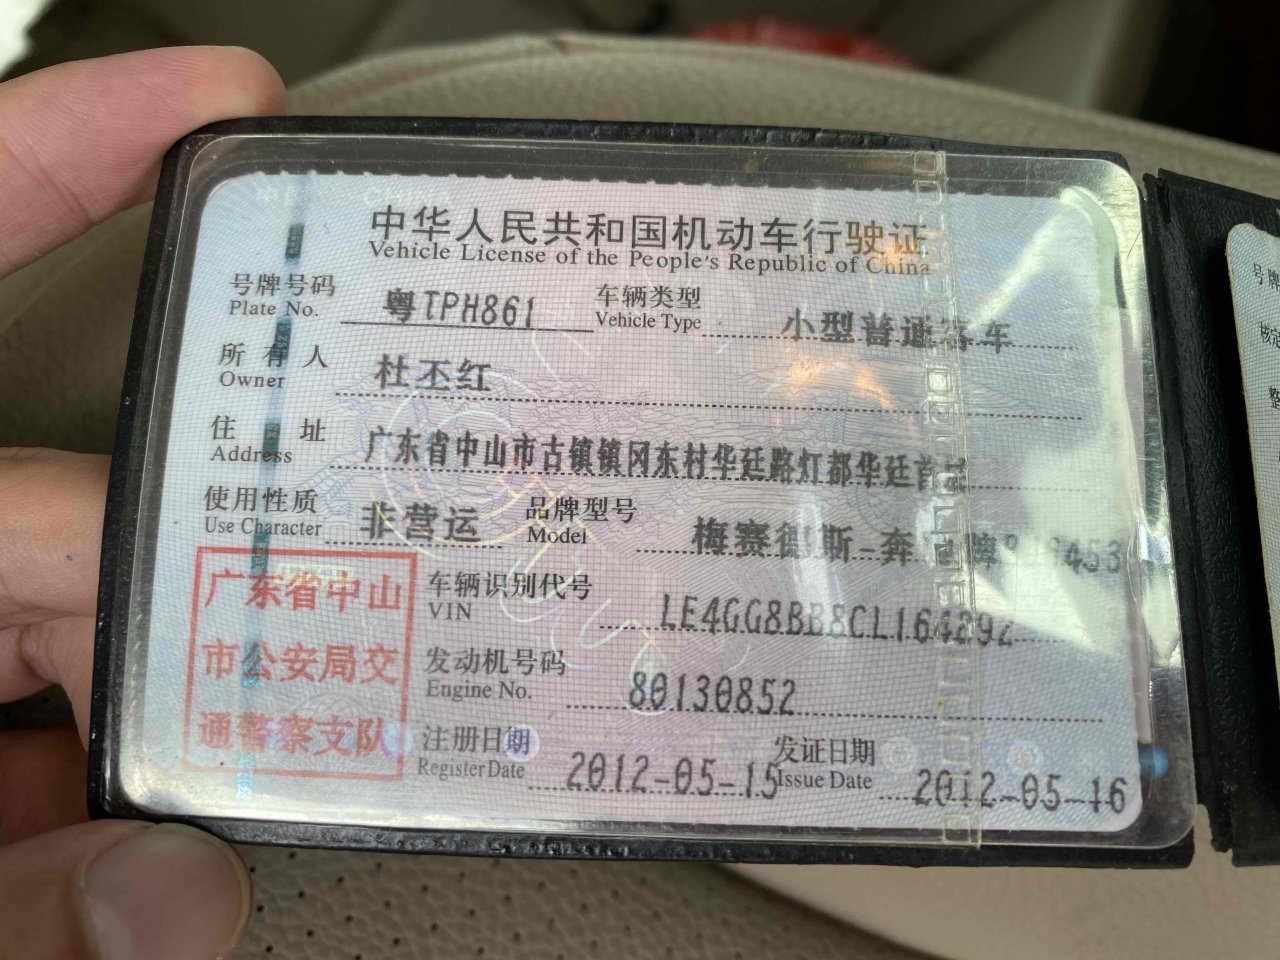 中华人民共和国机动车行驶证
Vehicle License of the People's Republic of China
号牌号码 粤TPH861 车辆类型 小型普通客车
Plate No. Vehicle Type
所有人 杜丕红
Owner
住址 广东省中山市古镇镇冈东村华廷路灯都华廷首
Address
使用性质 非营运 品牌型号 梅赛德斯-奔
Use Character Model
广东省中山
市公安局交
通警察支队
车辆识别代号 LE4GG8BB8CL164292
VIN
发动机号码 80130852
Engine No.
注册日期 2012-05-15 发证日期 2012-05-16
Register Date Issue Date
号牌
核定
整